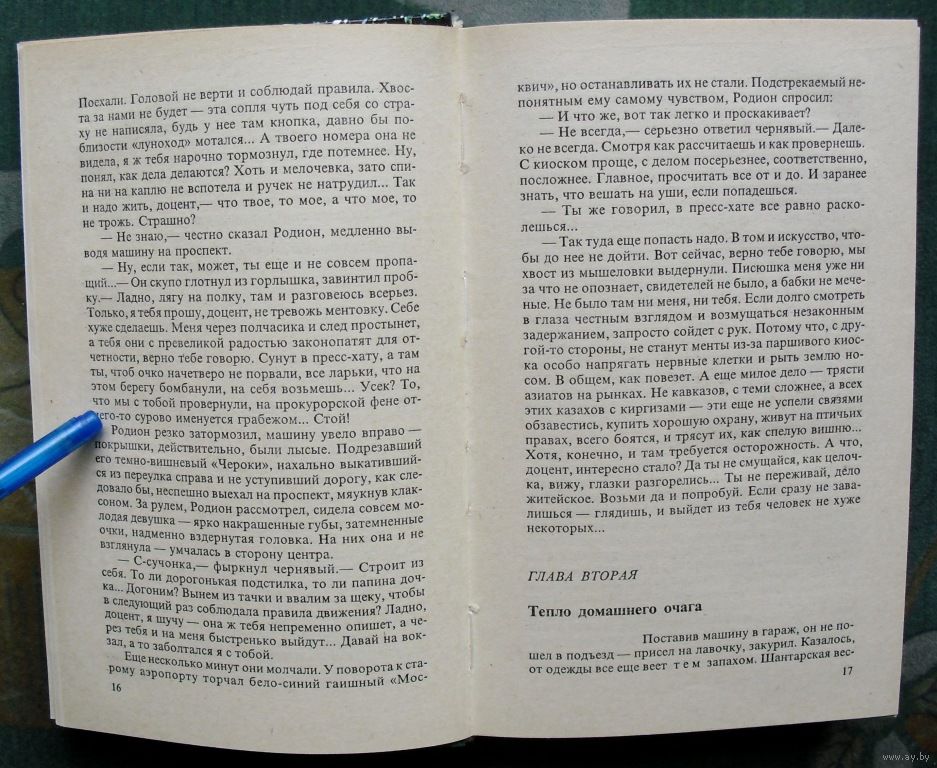 Поехали. Головой не верти и соблюдай правила. Хвос-
та за нами не будет — эта сопля чуть под себя со стра-
ху не написяла, будь у нее там кнопка, давно бы по-
близости «луноход» мотался... А твоего номера она не
видела, я ж тебя нарочно тормознул, где потемнее. Ну,
понял, как дела делаются? Хоть и мелочевка, зато спи-
на ни на каплю не вспотела и ручек не натрудил... Так
и надо жить, доцент,— что твое, то мое, а что мое, то
не трожь. Страшно?
— Не знаю,— честно сказал Родион, медленно вы-
водя машину на проспект.
— Ну, если так, может, ты еще и не совсем пропа-
щий...— Он скупо глотнул из горлышка, завинтил проб-
ку.— Ладно, лягу на полку, там и разговеюсь всерьез.
Только, я тебя прошу, доцент, не тревожь ментовку. Себе
хуже сделаешь. Меня через полчасика и след простынет,
а тебя они с превеликой радостью законопатят для от-
четности, верно тебе говорю. Сунут в пресс-хату, а там
ты, чтоб очко начетверо не порвали, все ларьки, что на
этом берегу бомбанули, на себя возьмешь... Усек? То,
что мы с тобой провернули, на прокурорской фене от-
чего-то сурово именуется грабежом... Стой!
Родион резко затормозил, машину увело вправо —
покрышки, действительно, были лысые. Подрезавший
его темно-вишневый «Чероки», нахально выкативший-
ся из переулка справа и не уступивший дорогу, как сле-
довало бы, неспешно выехал на проспект, мяукнув клак-
соном. За рулем, Родион рассмотрел, сидела совсем мо-
лодая девушка — ярко накрашенные губы, затемненные
очки, надменно вздернутая головка. На них она и не
взглянула — умчалась в сторону центра.
— С-сучонка,— фыркнул чернявый.— Строит из
себя. То ли дорогонькая подстилка, то ли папина доч-
ка... Догоним? Вынем из тачки и ввалим за щеку, чтобы
в следующий раз соблюдала правила движения? Ладно,
доцент, я шучу — она ж тебя непременно опишет, а че-
рез тебя и на меня быстренько выйдут... Давай на вок-
зал, а то заболтался я с тобой.
Еще несколько минут они молчали. У поворота к ста-
рому аэропорту торчал бело-синий гаишный «Мос-
16
квич», но останавливать их не стали. Подстрекаемый не-
понятным ему самому чувством, Родион спросил:
— И что же, вот так легко и проскакивает?
— Не всегда,— серьезно ответил чернявый.— Дале-
ко не всегда. Смотря как рассчитаешь и как провернешь.
С киоском проще, с делом посерьезнее, соответственно,
посложнее. Главное, просчитать все от и до. И заранее
знать, что вешать на уши, если попадешься.
— Ты же говорил, в пресс-хате все равно раско-
лешься...
— Так туда еще попасть надо. В том и искусство, что-
бы до нее не дойти. Вот сейчас, верно тебе говорю, мы
хвост из мышеловки выдернули. Писюшка меня уже ни
за что не опознает, свидетелей не было, а бабки не мече-
ные. Не было там ни меня, ни тебя. Если долго смотреть
в глаза честным взглядом и возмущаться незаконным
задержанием, запросто сойдет с рук. Потому что, с дру-
гой-то стороны, не станут менты из-за паршивого киос-
ка особо напрягать нервные клетки и рыть землю но-
сом. В общем, как повезет. А еще милое дело — трясти
азиатов на рынках. Не кавказов, с теми сложнее, а всех
этих казахов с киргизами — эти еще не успели связями
обзавестись, купить хорошую охрану, живут на птичьих
правах, всего боятся, и трясут их, как спелую вишню...
Хотя, конечно, и там требуется осторожность. А что,
доцент, интересно стало? Да ты не смущайся, как целоч-
ка, вижу, глазки разгорелись... Ты не переживай, дело
житейское. Возьми да и попробуй. Если сразу не зава-
лишься — глядишь, и выйдет из тебя человек не хуже
некоторых...
ГЛАВА ВТОРАЯ
Тепло домашнего очага
Поставив машину в гараж, он не по-
шел в подъезд — присел на лавочку, закурил. Казалось,
от одежды все еще веет т е м запахом. Шантарская вес-
17
www.ay.by